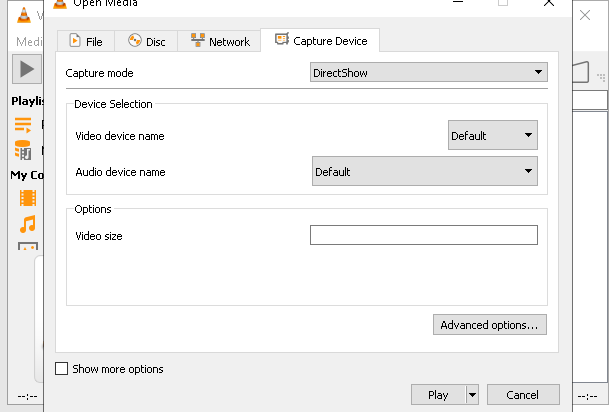 Open Media
Medi
File
Disc
Network
Capture Device
Capture mode
DirectShow
Playlis
Device Selection
Video device name
Default
Audio device name
Default
My Co
Options
Video size
Advanced options...
Show more options
Play
Cancel
--:--
--:--